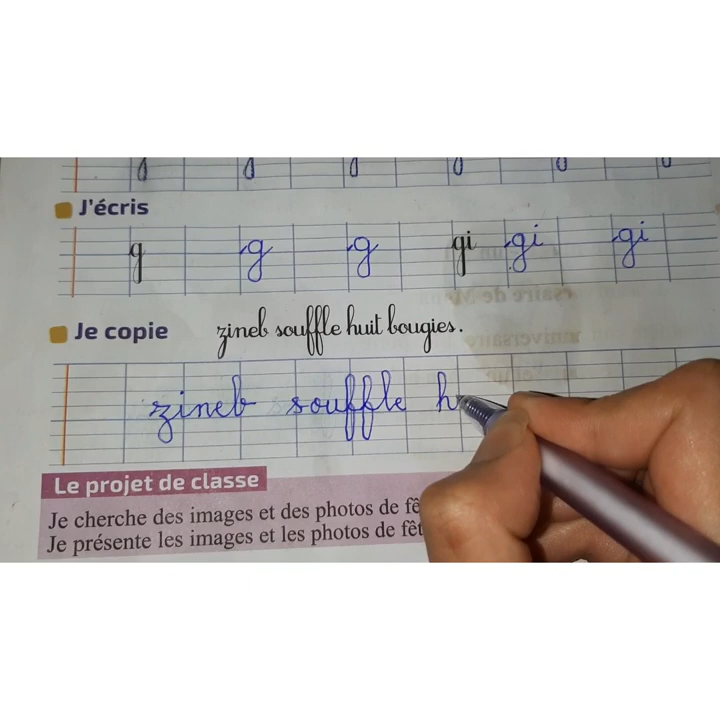 J'écris
g g g gi gi gi
Je copie zineb souffle huit bougies.
zineb souffle h
Le projet de classe
Je cherche des images et des photos de fê
Je présente les images et les photos de fêt